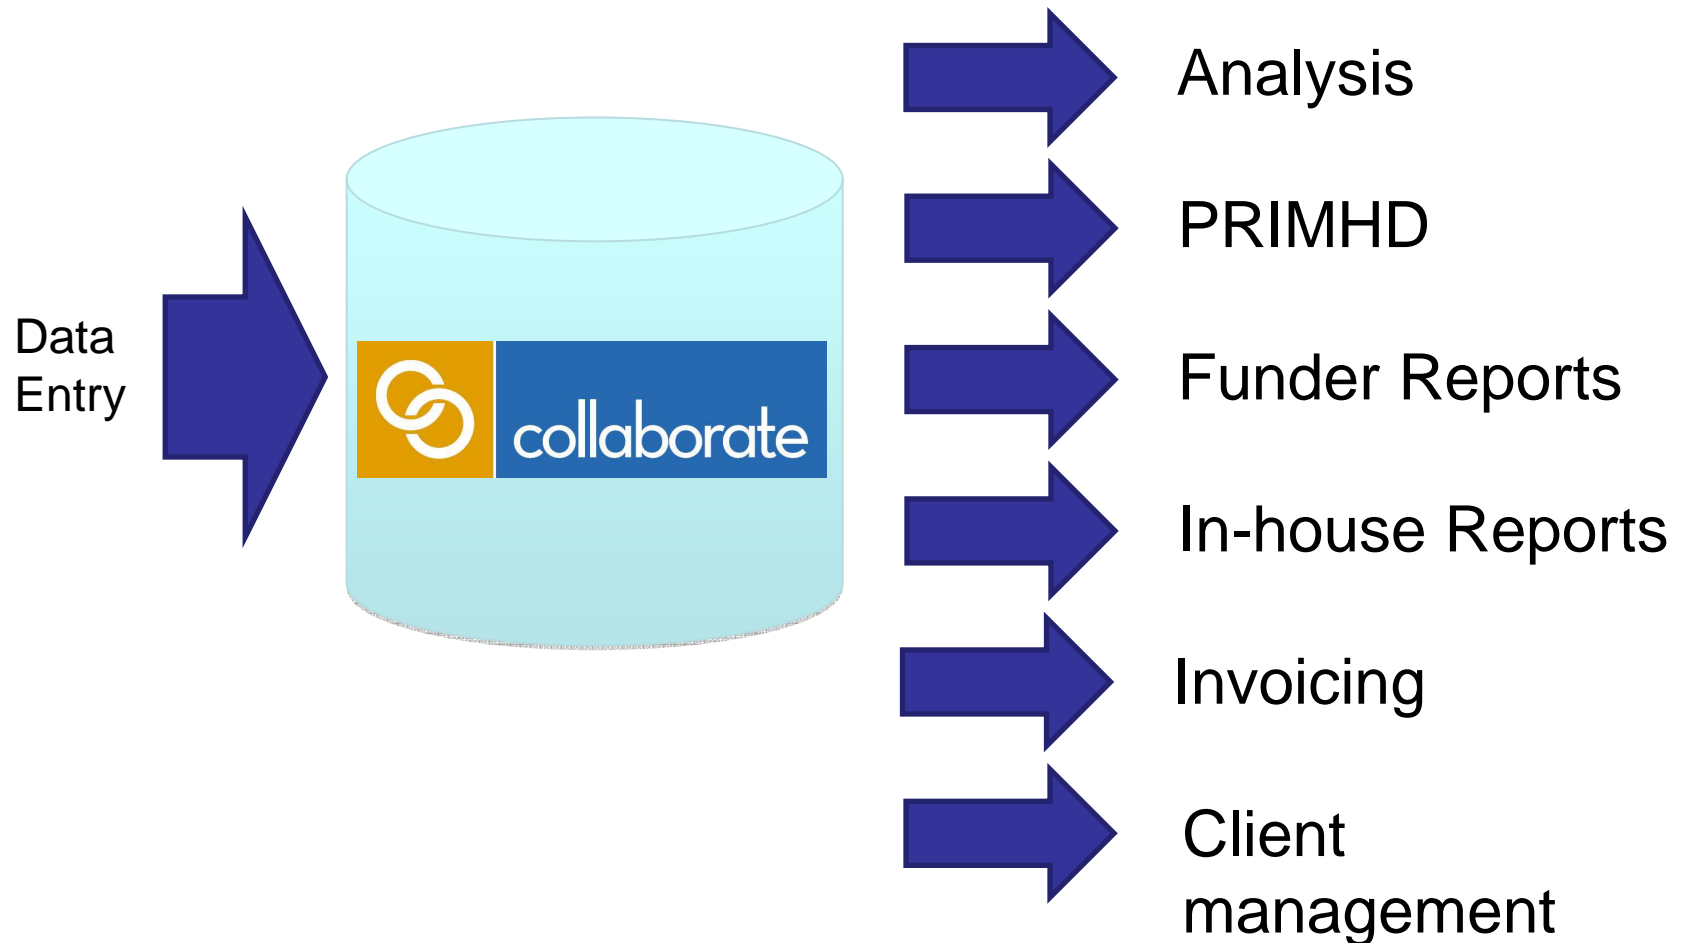 Data
Entry
collaborate
Analysis
PRIMHD
Funder Reports
In-house Reports
Invoicing
Client
management